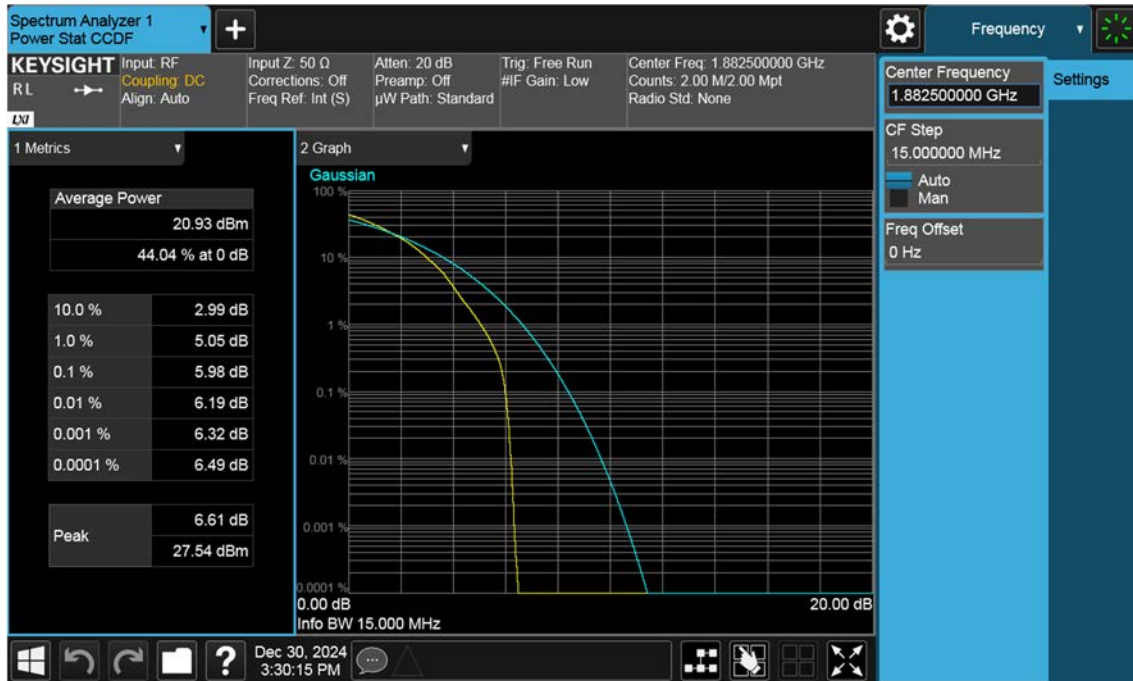 Spectrum Analyzer 1
Power Stat CCDF
Frequency
KEYSIGHT
R L
LXI
Input: RF
Coupling: DC
Align: Auto
Input Z: 50 Ω
Corrections: Off
Freq Ref: Int (S)
Atten: 20 dB
Preamp: Off
µW Path: Standard
Trig: Free Run
#IF Gain: Low
Center Freq: 1.882500000 GHz
Counts: 2.00 M/2.00 Mpt
Radio Std: None
Center Frequency
1.882500000 GHz
Settings
CF Step
15.000000 MHz
Auto
Man
Freq Offset
0 Hz
1 Metrics
Average Power
20.93 dBm
44.04 % at 0 dB
10.0 % 2.99 dB
1.0 % 5.05 dB
0.1 % 5.98 dB
0.01 % 6.19 dB
0.001 % 6.32 dB
0.0001 % 6.49 dB
Peak
6.61 dB
27.54 dBm
2 Graph
Gaussian
100 %
10 %
1 %
0.1 %
0.01 %
0.001 %
0.0001 %
0.00 dB 20.00 dB
Info BW 15.000 MHz
?
Dec 30, 2024
3:30:15 PM